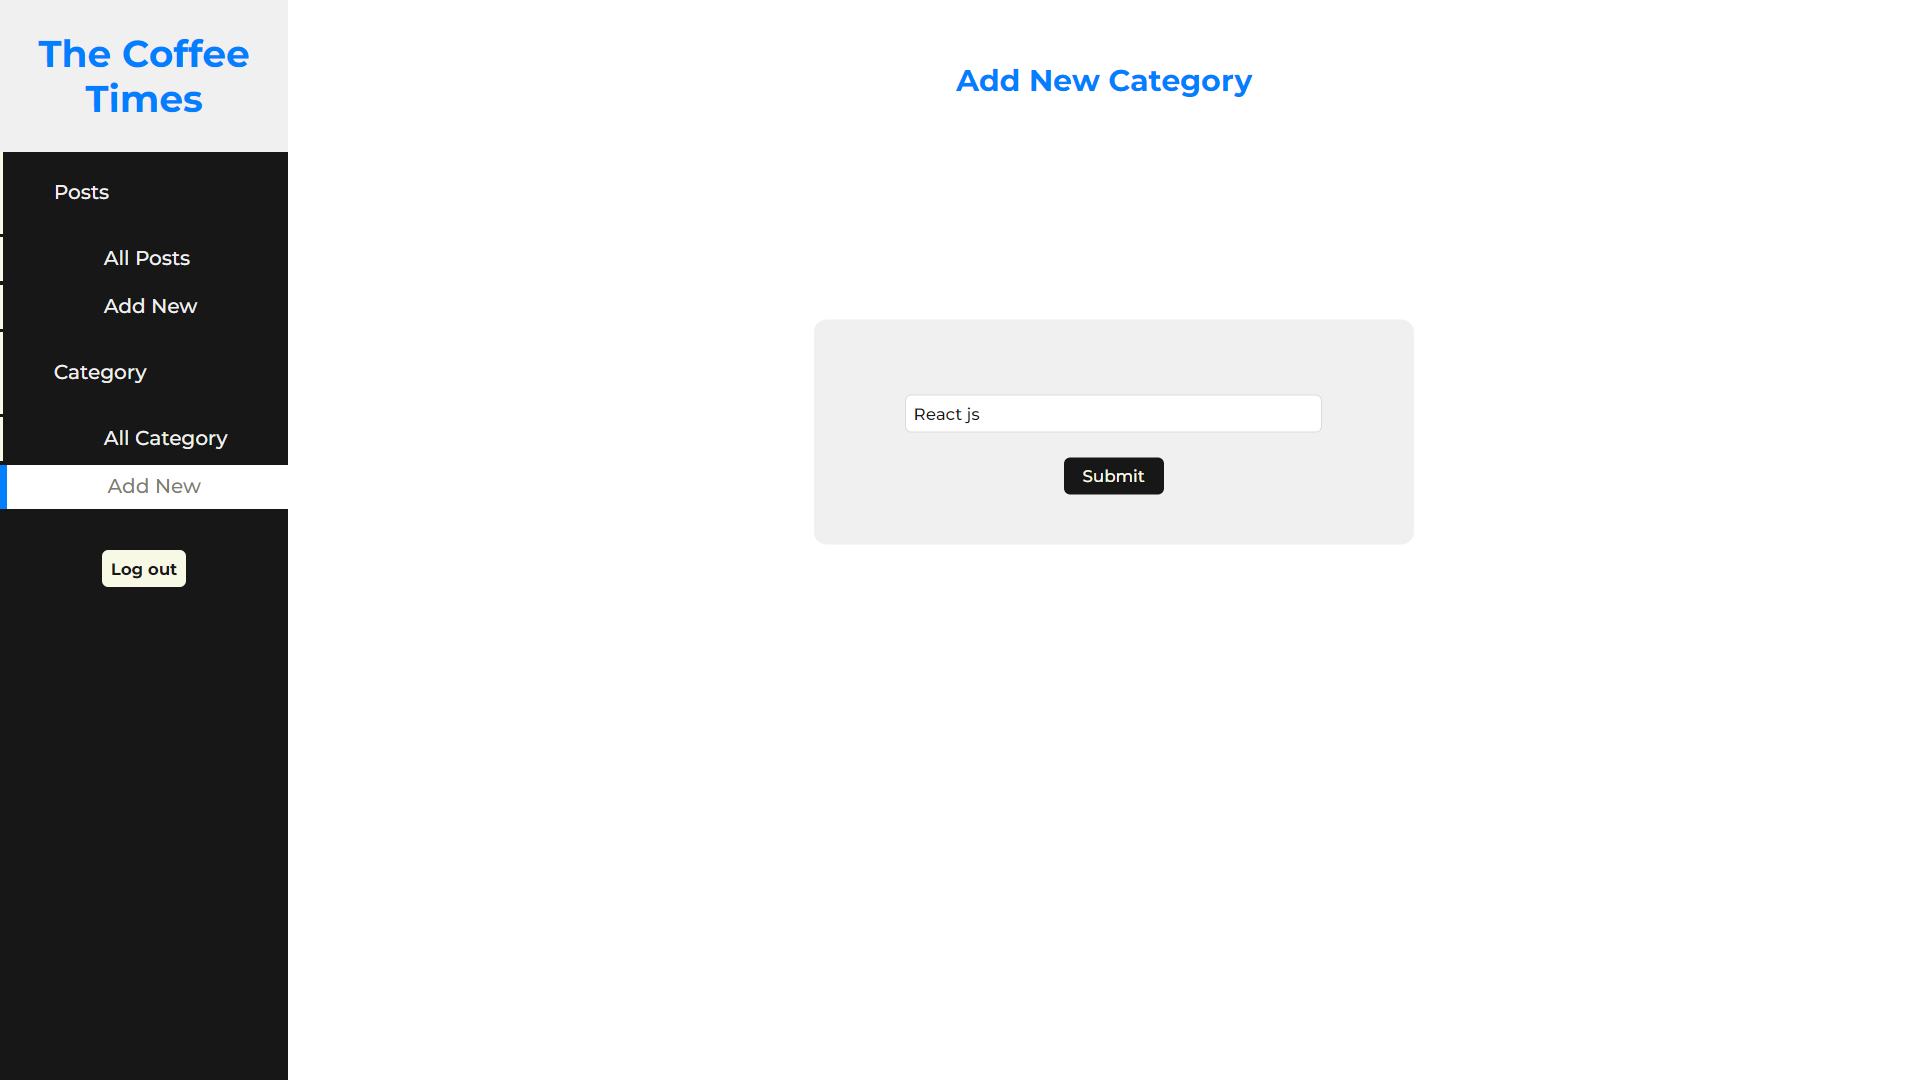 The Coffee
Times
Posts
All Posts
Add New
Category
All Category
Add New
Log out
Add New Category
React js
Submit